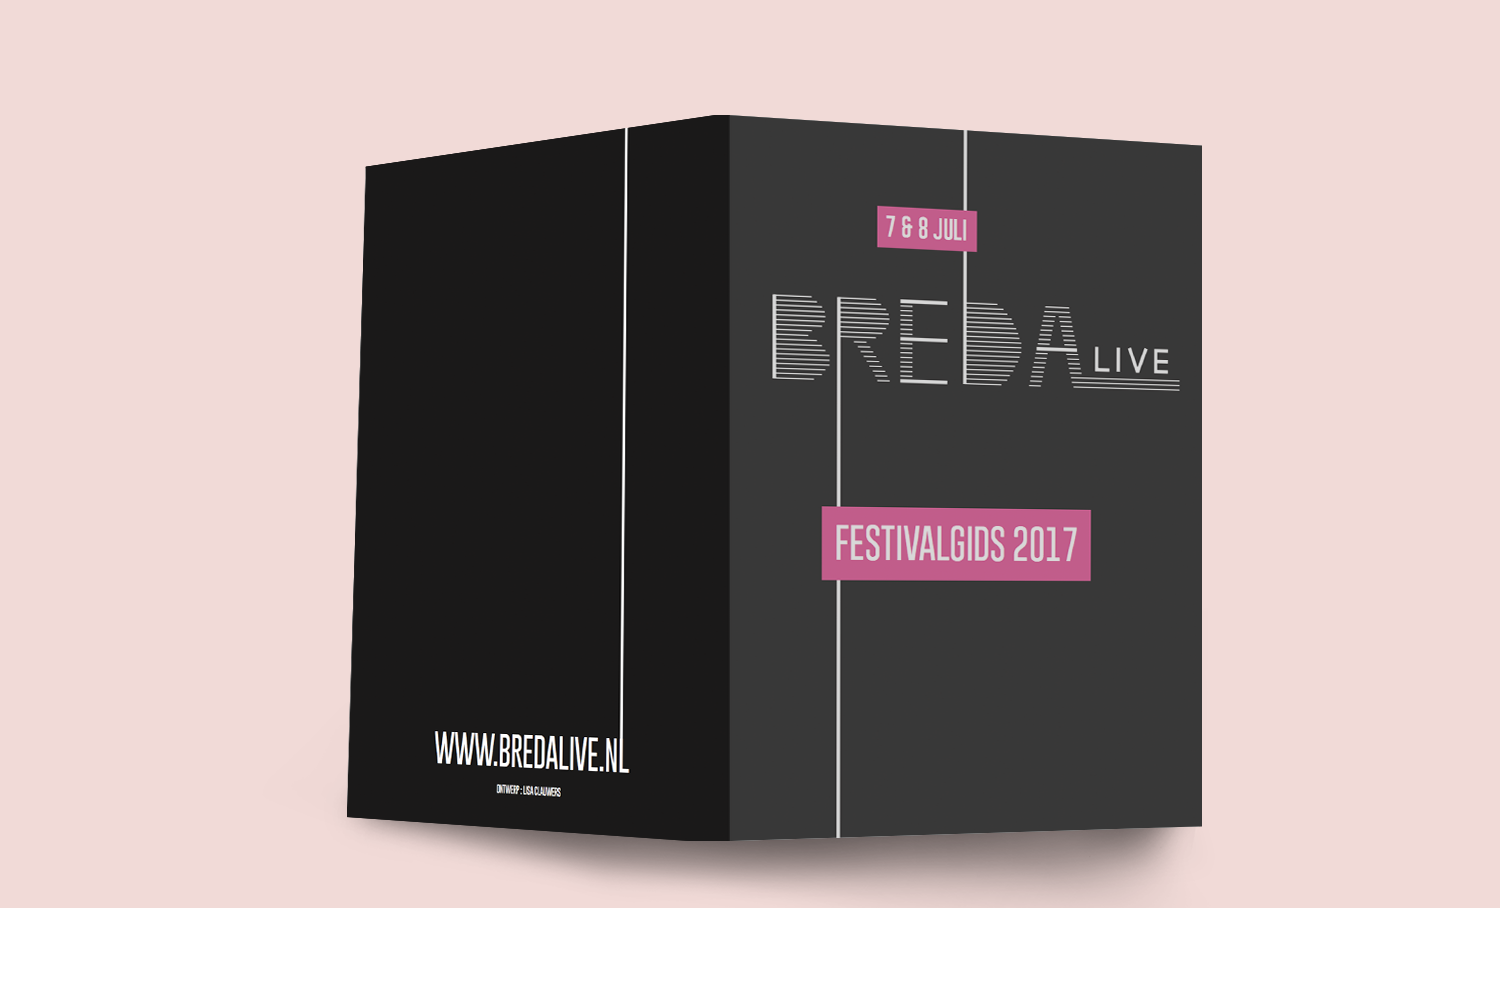 7 & 8 JULI
BREDA LIVE
FESTIVALGIDS 2017
WWW.BREDALIVE.NL
ONTWERP : LISA CLAUWERS